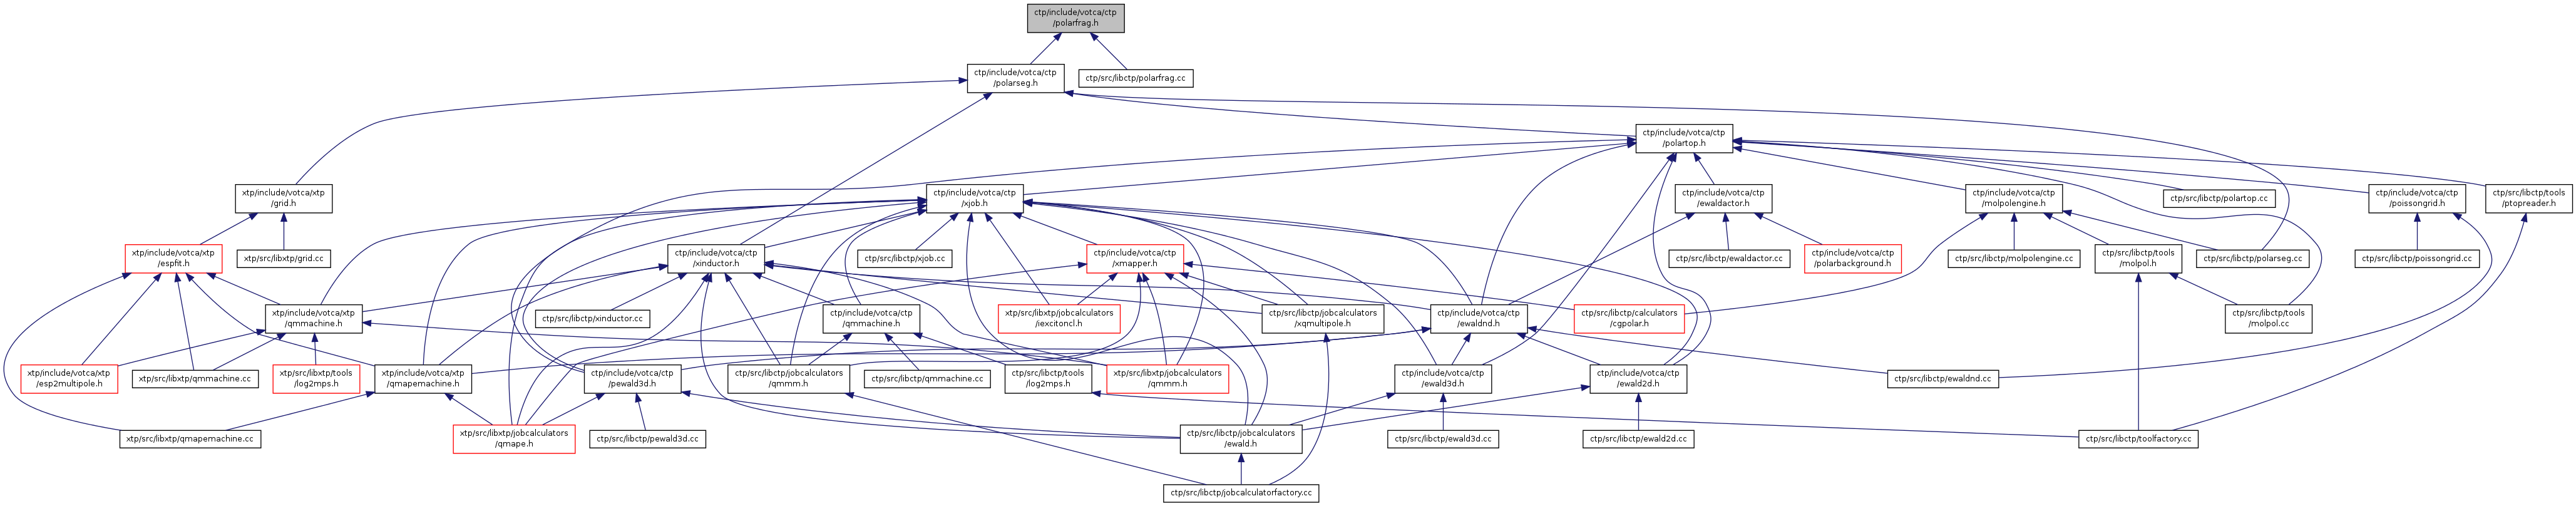 ctp/include/votca/ctp
/polarfrag.h
ctp/include/votca/ctp
/polarseg.h
ctp/src/libctp/polarfrag.cc
ctp/include/votca/ctp
/polartop.h
xtp/include/votca/xtp
/grid.h
ctp/include/votca/ctp
/xjob.h
ctp/include/votca/ctp
/ewaldactor.h
ctp/include/votca/ctp
/molpolengine.h
ctp/src/libctp/polartop.cc
ctp/include/votca/ctp
/poissongrid.h
ctp/src/libctp/tools
/ptopreader.h
xtp/include/votca/xtp
/espfit.h
xtp/src/libxtp/grid.cc
ctp/include/votca/ctp
/xinductor.h
ctp/src/libctp/xjob.cc
ctp/include/votca/ctp
/xmapper.h
ctp/src/libctp/ewaldactor.cc
ctp/include/votca/ctp
/polarbackground.h
ctp/src/libctp/molpolengine.cc
ctp/src/libctp/tools
/molpol.h
ctp/src/libctp/polarseg.cc
ctp/src/libctp/poissongrid.cc
xtp/include/votca/xtp
/qmmachine.h
ctp/src/libctp/xinductor.cc
ctp/include/votca/ctp
/qmmachine.h
xtp/src/libxtp/jobcalculators
/iexcitoncl.h
ctp/src/libctp/jobcalculators
/xqmultipole.h
ctp/include/votca/ctp
/ewaldnd.h
ctp/src/libctp/calculators
/cgpolar.h
ctp/src/libctp/tools
/molpol.cc
xtp/include/votca/xtp
/esp2multipole.h
xtp/src/libxtp/qmmachine.cc
xtp/src/libxtp/tools
/log2mps.h
xtp/include/votca/xtp
/qmapemachine.h
ctp/include/votca/ctp
/pewald3d.h
ctp/src/libctp/jobcalculators
/qmmm.h
ctp/src/libctp/qmmachine.cc
ctp/src/libctp/tools
/log2mps.h
xtp/src/libxtp/jobcalculators
/qmmm.h
ctp/include/votca/ctp
/ewald3d.h
ctp/include/votca/ctp
/ewald2d.h
ctp/src/libctp/ewaldnd.cc
xtp/src/libxtp/qmapemachine.cc
xtp/src/libxtp/jobcalculators
/qmape.h
ctp/src/libctp/pewald3d.cc
ctp/src/libctp/jobcalculators
/ewald.h
ctp/src/libctp/ewald3d.cc
ctp/src/libctp/ewald2d.cc
ctp/src/libctp/toolfactory.cc
ctp/src/libctp/jobcalculatorfactory.cc